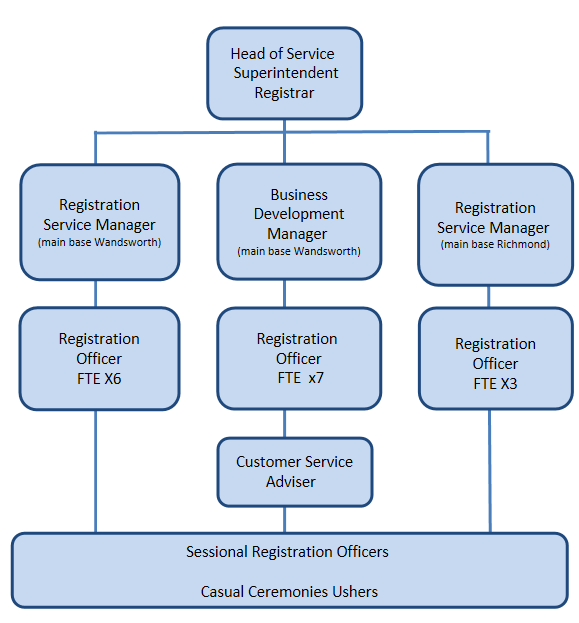 Head of Service
Superintendent
Registrar
Registration
Service Manager
(main base Wandsworth)
Business
Development
Manager
(main base Wandsworth)
Registration
Service Manager
(main base Richmond)
Registration
Officer
FTE X6
Registration
Officer
FTE x7
Registration
Officer
FTE X3
Customer Service
Adviser
Sessional Registration Officers
Casual Ceremonies Ushers